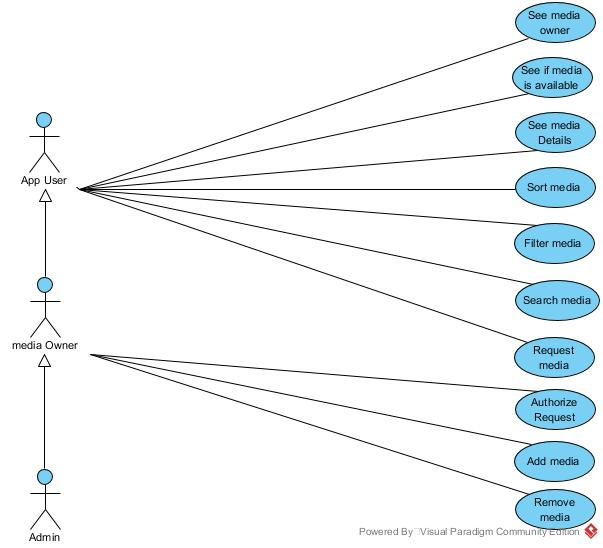 See media
owner
See if media
is available
See media
Details
App User
Sort media
Filter media
Search media
media Owner
Request
media
Authorize
Request
Add media
Remove
media
Powered By Visual Paradigm Community Edition
Admin